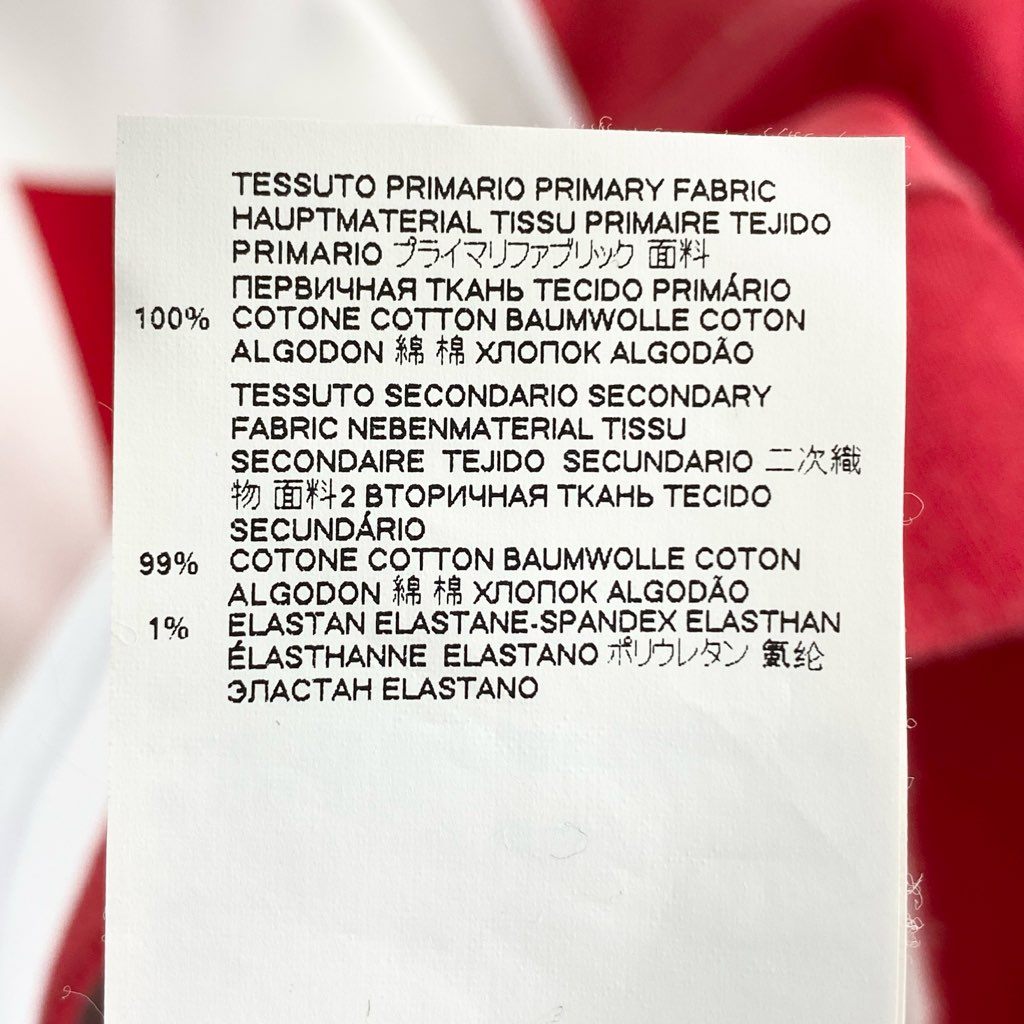 TESSUTO PRIMARIO PRIMARY FABRIC
HAUPTMATERIAL TISSU PRIMAIRE TEJIDO
PRIMARIO プライマリファブリック 面料
ПЕРВИЧНАЯ ТКАНЬ TECIDO PRIMÁRIO
100% COTONE COTTON BAUMWOLLE COTON
ALGODON 綿 棉 ХЛОПОК ALGODÃO
TESSUTO SECONDARIO SECONDARY
FABRIC NEBENMATERIAL TISSU
SECONDAIRE TEJIDO SECUNDARIO 二次織
物 面料2 ВТОРИЧНАЯ ТКАНЬ TECIDO
SECUNDÁRIO
99% COTONE COTTON BAUMWOLLE COTON
ALGODON 綿 棉 ХЛОПОК ALGODÃO
1% ELASTAN ELASTANE-SPANDEX ELASTHAN
ÉLASTHANNE ELASTANO ポリウレタン 氨纶
ЭЛАСТАН ELASTANO